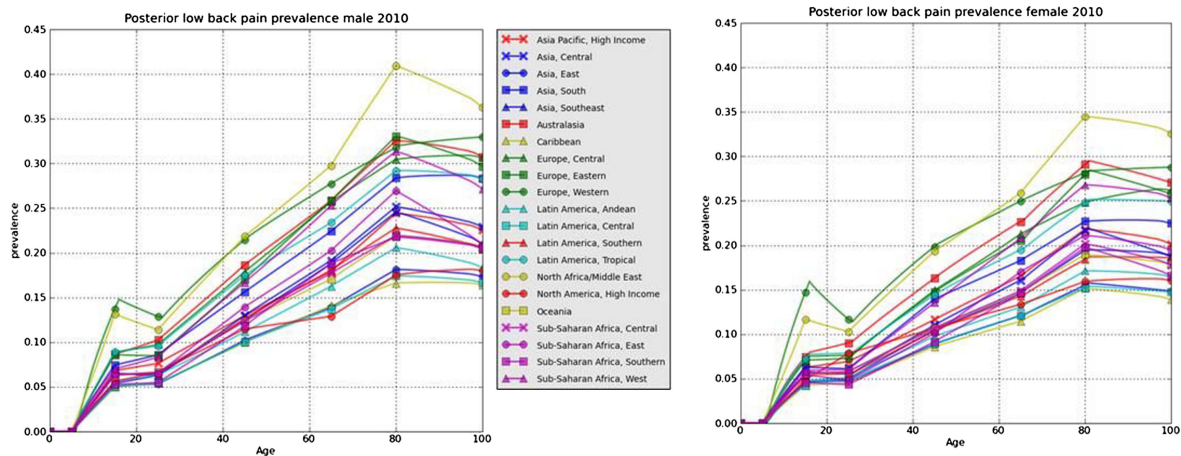 Posterior low back pain prevalence male 2010
0.45
0.40
0.35
0.30
0.25
0.20
0.15
0.10
0.05
0.00
prevalence
0
20
40
60
80
100
Age
Asia Pacific, High Income
Asia, Central
Asia, East
Asia, South
Asia, Southeast
Australasia
Caribbean
Europe, Central
Europe, Eastern
Europe, Western
Latin America, Andean
Latin America, Central
Latin America, Southern
Latin America, Tropical
North Africa/Middle East
North America, High Income
Oceania
Sub-Saharan Africa, Central
Sub-Saharan Africa, East
Sub-Saharan Africa, Southern
Sub-Saharan Africa, West
Posterior low back pain prevalence female 2010
0.45
0.40
0.35
0.30
0.25
0.20
0.15
0.10
0.05
0.00
prevalence
0
20
40
60
80
100
Age